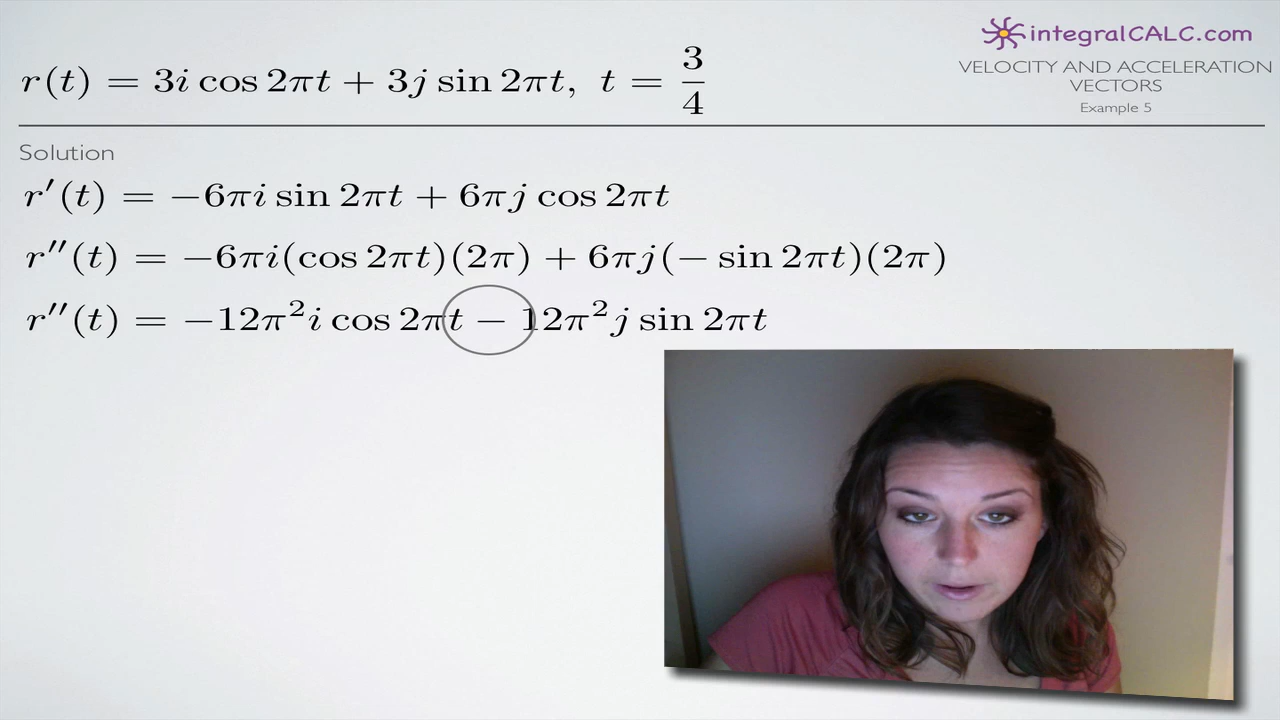 integralCALC.com
VELOCITY AND ACCELERATION
VECTORS
Example 5
r(t) = 3i cos 2πt + 3j sin 2πt, t = 3/4
Solution
r′(t) = −6πi sin 2πt + 6πj cos 2πt
r″(t) = −6πi(cos 2πt)(2π) + 6πj(− sin 2πt)(2π)
r″(t) = −12π²i cos 2πt − 12π²j sin 2πt